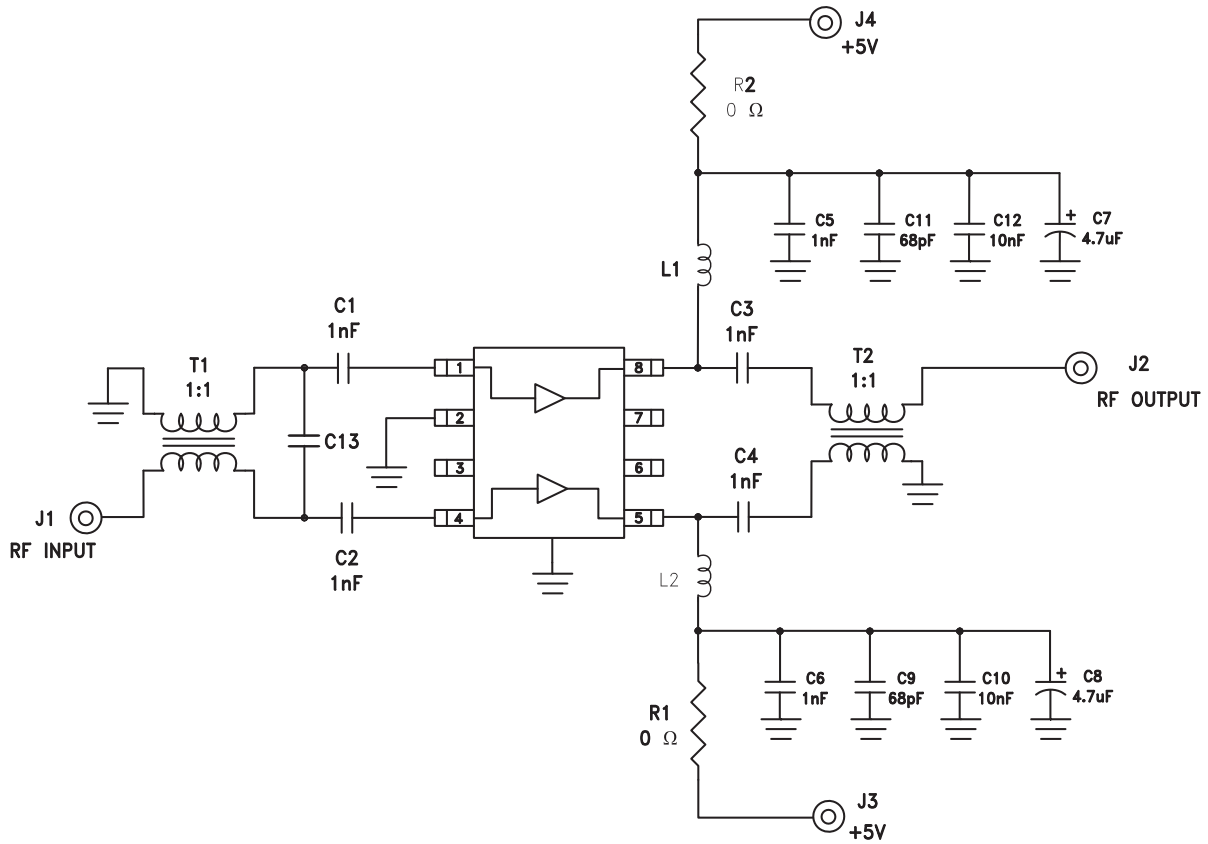 J4
+5V
R2
0 Ω
C5
1nF
C11
68pF
C12
10nF
+
C7
4.7uF
L1
C1
1nF
C3
1nF
T1
1:1
T2
1:1
J2
RF OUTPUT
1
8
2
7
C13
3
6
C4
1nF
4
5
J1
RF INPUT
C2
1nF
L2
C6
1nF
C9
68pF
C10
10nF
+
C8
4.7uF
R1
0 Ω
J3
+5V